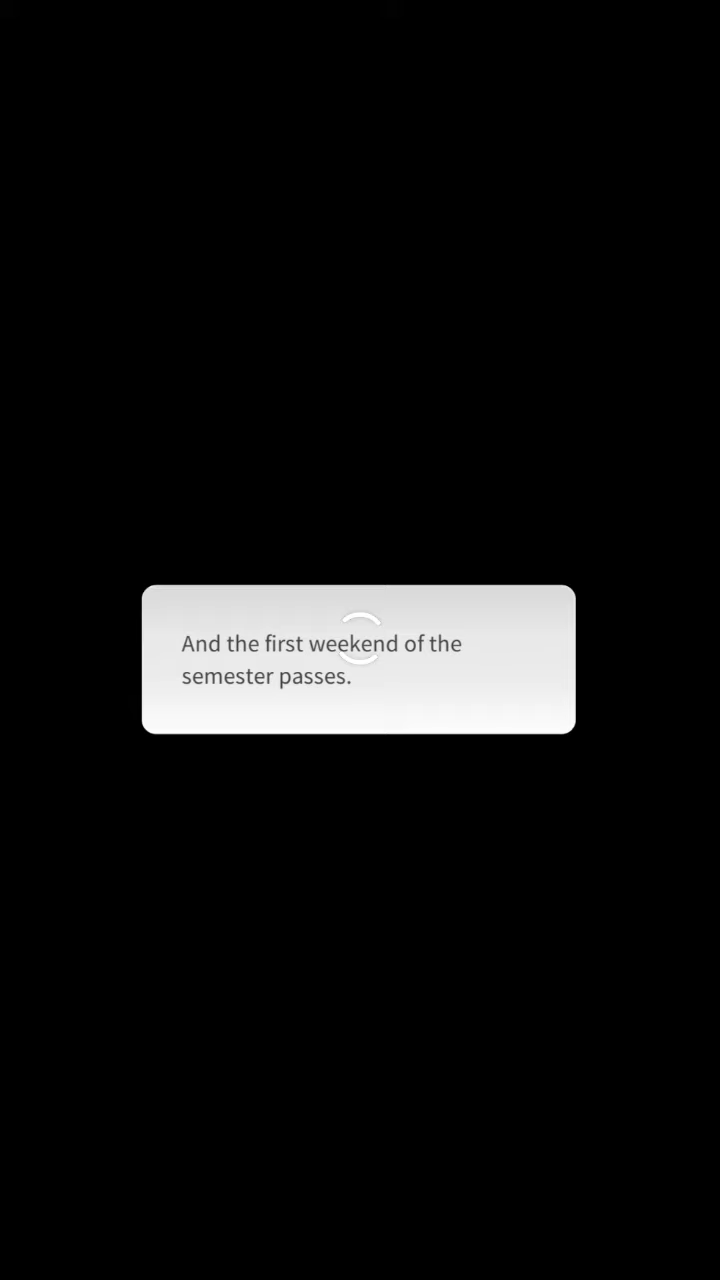 And the first weekend of the
semester passes.